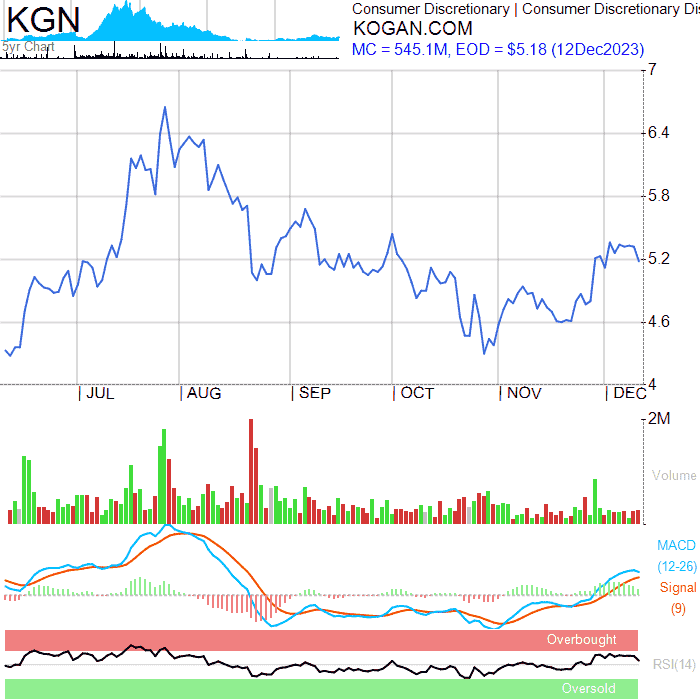 KGN
5yr Chart
Consumer Discretionary | Consumer Discretionary Dis
KOGAN.COM
MC = 545.1M, EOD = $5.18 (12Dec2023)
7
6.4
5.8
5.2
4.6
4
| JUL | AUG | SEP | OCT | NOV | DEC
2M
Volume
MACD
(12-26)
Signal
(9)
Overbought
RSI(14)
Oversold